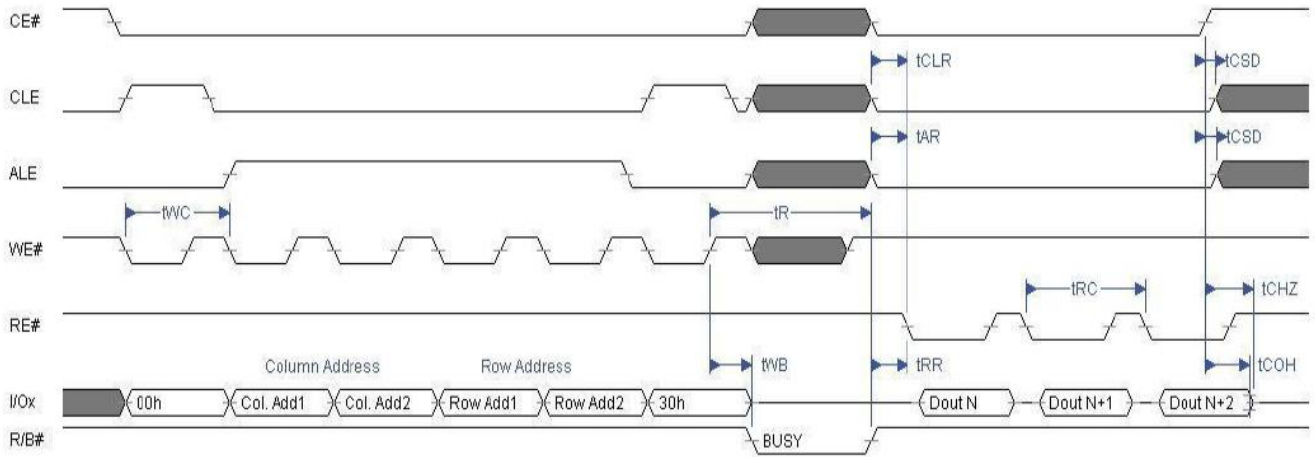 CE#
tCLR
tCSD
CLE
tAR
tCSD
ALE
tWC
tR
WE#
tRC
tCHZ
RE#
Column Address
Row Address
tWB
tRR
tCOH
I/Ox
00h
Col. Add1
Col. Add2
Row Add1
Row Add2
30h
Dout N
Dout N+1
Dout N+2
R/B#
BUSY